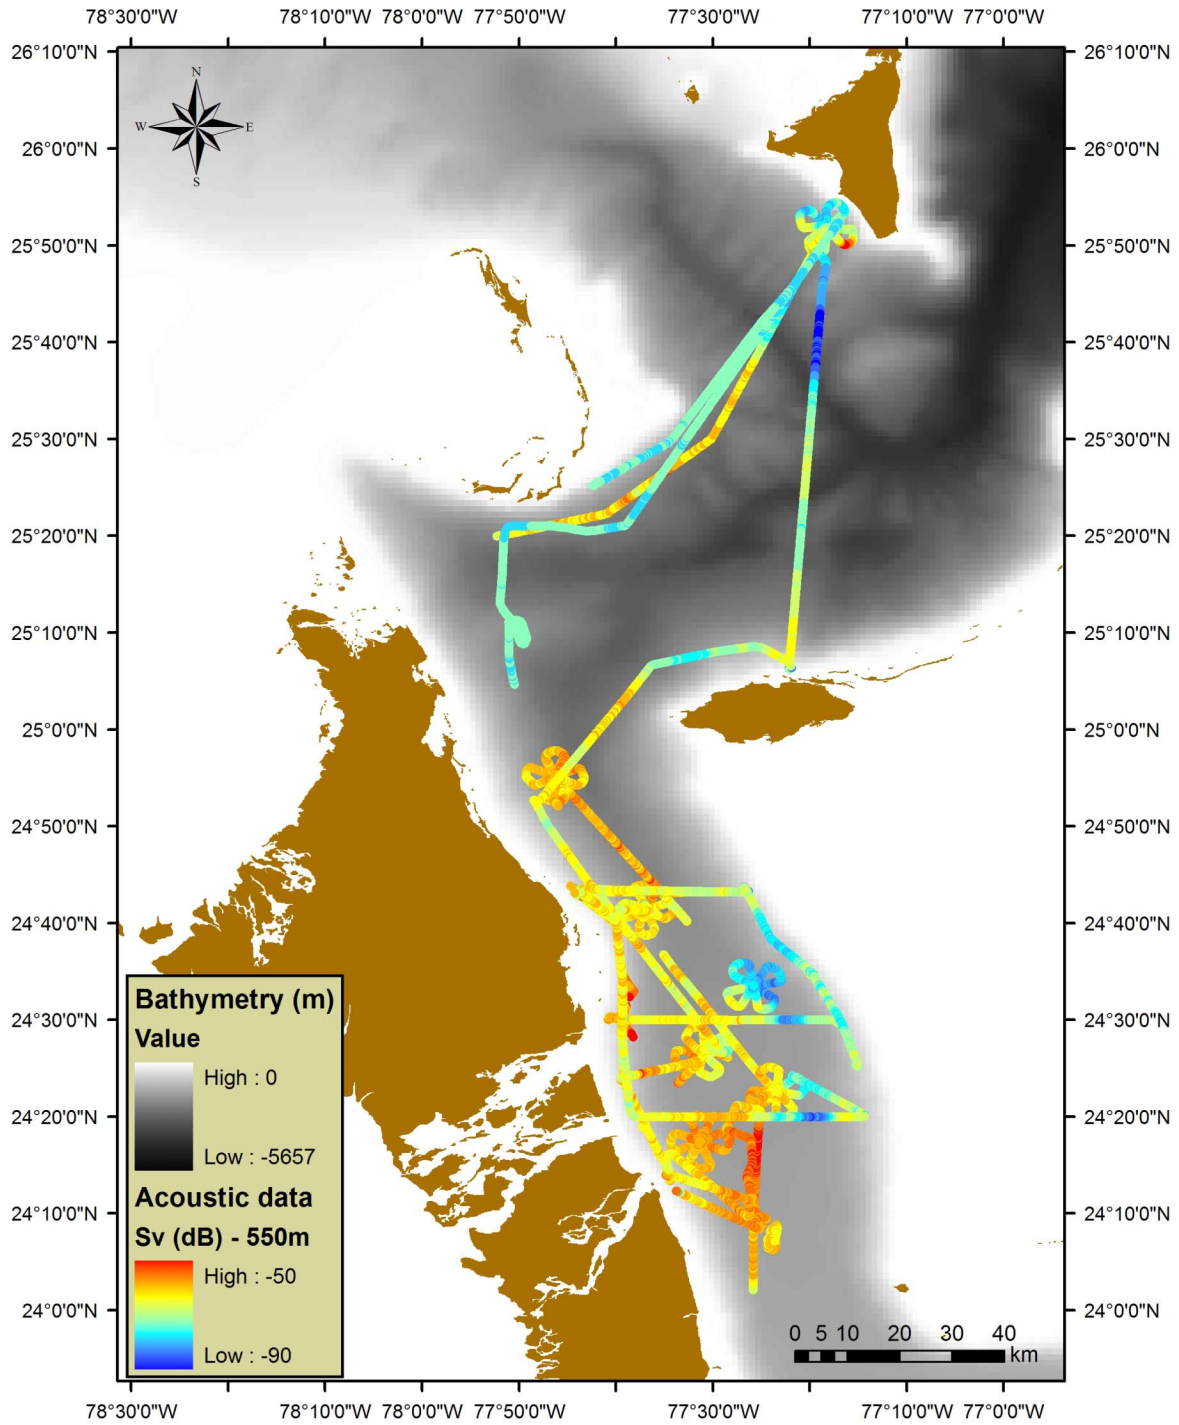 78°30'0"W 78°10'0"W 78°0'0"W 77°50'0"W 77°30'0"W 77°10'0"W 77°0'0"W
26°10'0"N 26°10'0"N
N
W E
S
26°0'0"N 26°0'0"N
25°50'0"N 25°50'0"N
25°40'0"N 25°40'0"N
25°30'0"N 25°30'0"N
25°20'0"N 25°20'0"N
25°10'0"N 25°10'0"N
25°0'0"N 25°0'0"N
24°50'0"N 24°50'0"N
24°40'0"N 24°40'0"N
24°30'0"N 24°30'0"N
24°20'0"N 24°20'0"N
24°10'0"N 24°10'0"N
24°0'0"N 24°0'0"N
Bathymetry (m)
Value
High : 0
Low : -5657
Acoustic data
Sv (dB) - 550m
High : -50
Low : -90
0 5 10 20 30 40
km
78°30'0"W 78°10'0"W 78°0'0"W 77°50'0"W 77°30'0"W 77°10'0"W 77°0'0"W